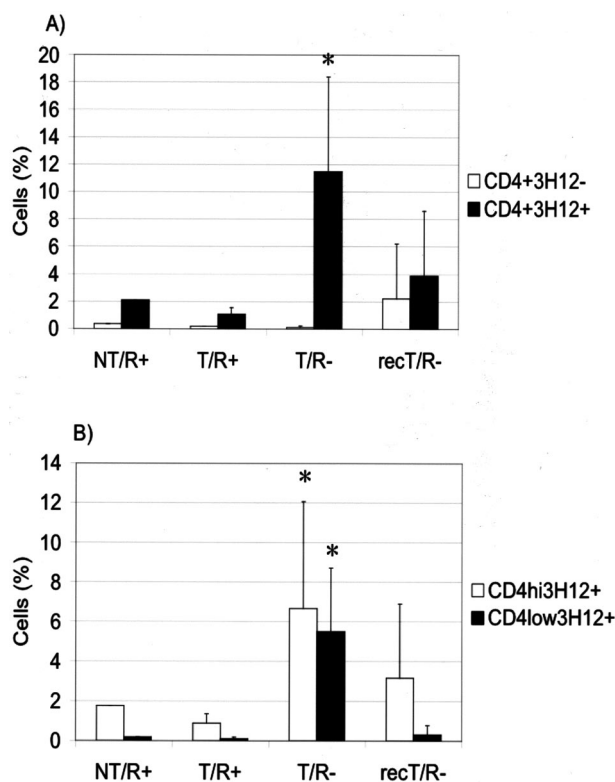 A)
Cells (%)
20
18
16
14
12
10
8
6
4
2
0
*
NT/R+ T/R+ T/R- recT/R-
CD4+3H12-
CD4+3H12+
B)
Cells (%)
14
12
10
8
6
4
2
0
*
*
NT/R+ T/R+ T/R- recT/R-
CD4hi3H12+
CD4low3H12+